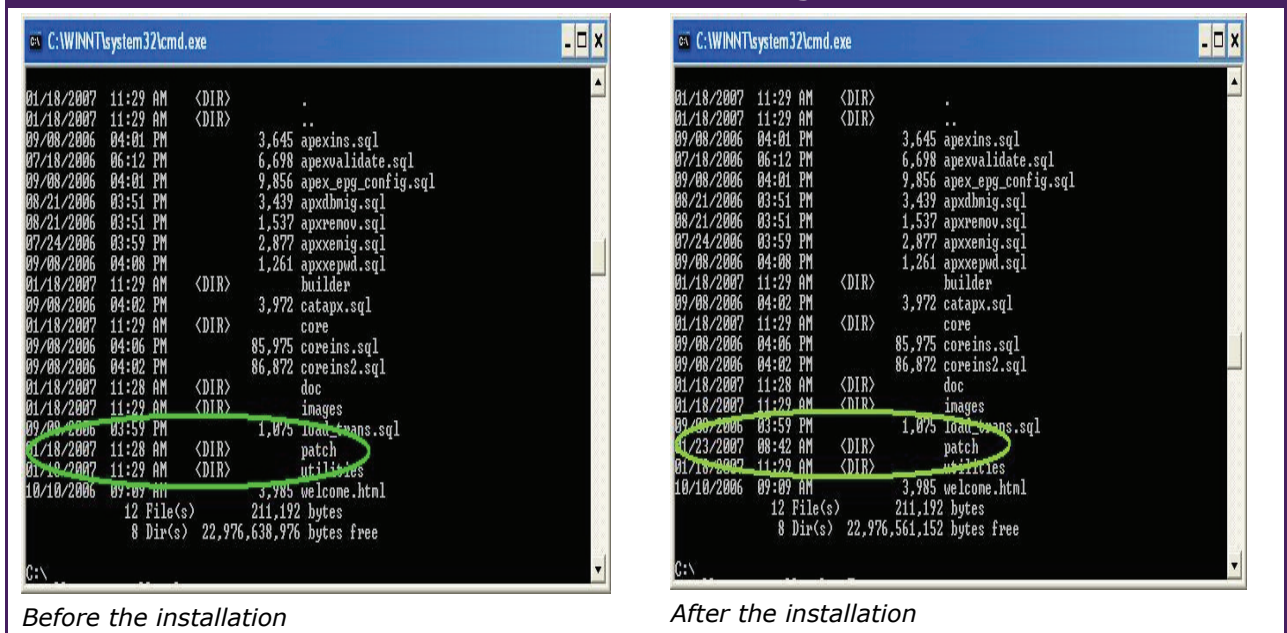 C:\WINNT\system32\cmd.exe
01/18/2007 11:29 AM <DIR> .
01/18/2007 11:29 AM <DIR> ..
09/08/2006 04:01 PM 3,645 apexins.sql
07/18/2006 06:12 PM 6,698 apexvalidate.sql
09/08/2006 04:01 PM 9,856 apex_epg_config.sql
08/21/2006 03:51 PM 3,439 apxdbmig.sql
08/21/2006 03:51 PM 1,537 apxremov.sql
07/24/2006 03:59 PM 2,877 apxxemig.sql
09/08/2006 04:08 PM 1,261 apxxepwd.sql
01/18/2007 11:29 AM <DIR> builder
09/08/2006 04:02 PM 3,972 catapx.sql
01/18/2007 11:29 AM <DIR> core
09/08/2006 04:06 PM 85,975 coreins.sql
09/08/2006 04:02 PM 86,872 coreins2.sql
01/18/2007 11:28 AM <DIR> doc
01/18/2007 11:29 AM <DIR> images
03:59 PM 1,075 load_trans.sql
01/18/2007 11:28 AM <DIR> patch
01/18/2007 11:29 AM <DIR> utilities
10/10/2006 09:09 AM 3,985 welcome.html
12 File(s) 211,192 bytes
8 Dir(s) 22,976,638,976 bytes free
C:\
Before the installation
C:\WINNT\system32\cmd.exe
01/18/2007 11:29 AM <DIR> .
01/18/2007 11:29 AM <DIR> ..
09/08/2006 04:01 PM 3,645 apexins.sql
07/18/2006 06:12 PM 6,698 apexvalidate.sql
09/08/2006 04:01 PM 9,856 apex_epg_config.sql
08/21/2006 03:51 PM 3,439 apxdbmig.sql
08/21/2006 03:51 PM 1,537 apxremov.sql
07/24/2006 03:59 PM 2,877 apxxemig.sql
09/08/2006 04:08 PM 1,261 apxxepwd.sql
01/18/2007 11:29 AM <DIR> builder
09/08/2006 04:02 PM 3,972 catapx.sql
01/18/2007 11:29 AM <DIR> core
09/08/2006 04:06 PM 85,975 coreins.sql
09/08/2006 04:02 PM 86,872 coreins2.sql
01/18/2007 11:28 AM <DIR> doc
01/18/2007 11:29 AM <DIR> images
03:59 PM 1,075 load_trans.sql
01/23/2007 08:42 AM <DIR> patch
01/18/2007 11:29 AM <DIR> utilities
10/10/2006 09:09 AM 3,985 welcome.html
12 File(s) 211,192 bytes
8 Dir(s) 22,976,561,152 bytes free
C:\
After the installation